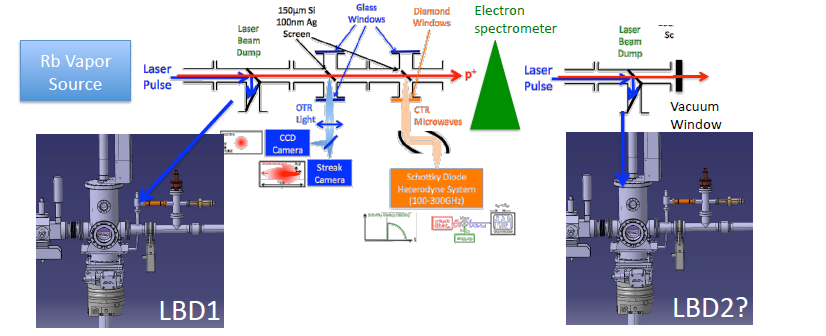 Rb Vapor
Source
Laser
Pulse
Laser
Beam
Dump
150µm Si
100nm Ag
Screen
Glass
Windows
Diamond
Windows
Electron
spectrometer
p+
OTR
Light
CTR
Microwaves
CCD
Camera
Streak
Camera
Schottky Diode
Heterodyne System
(100-300GHz)
Laser
Pulse
Laser
Beam
Dump
Sc
Vacuum
Window
LBD1
LBD2?